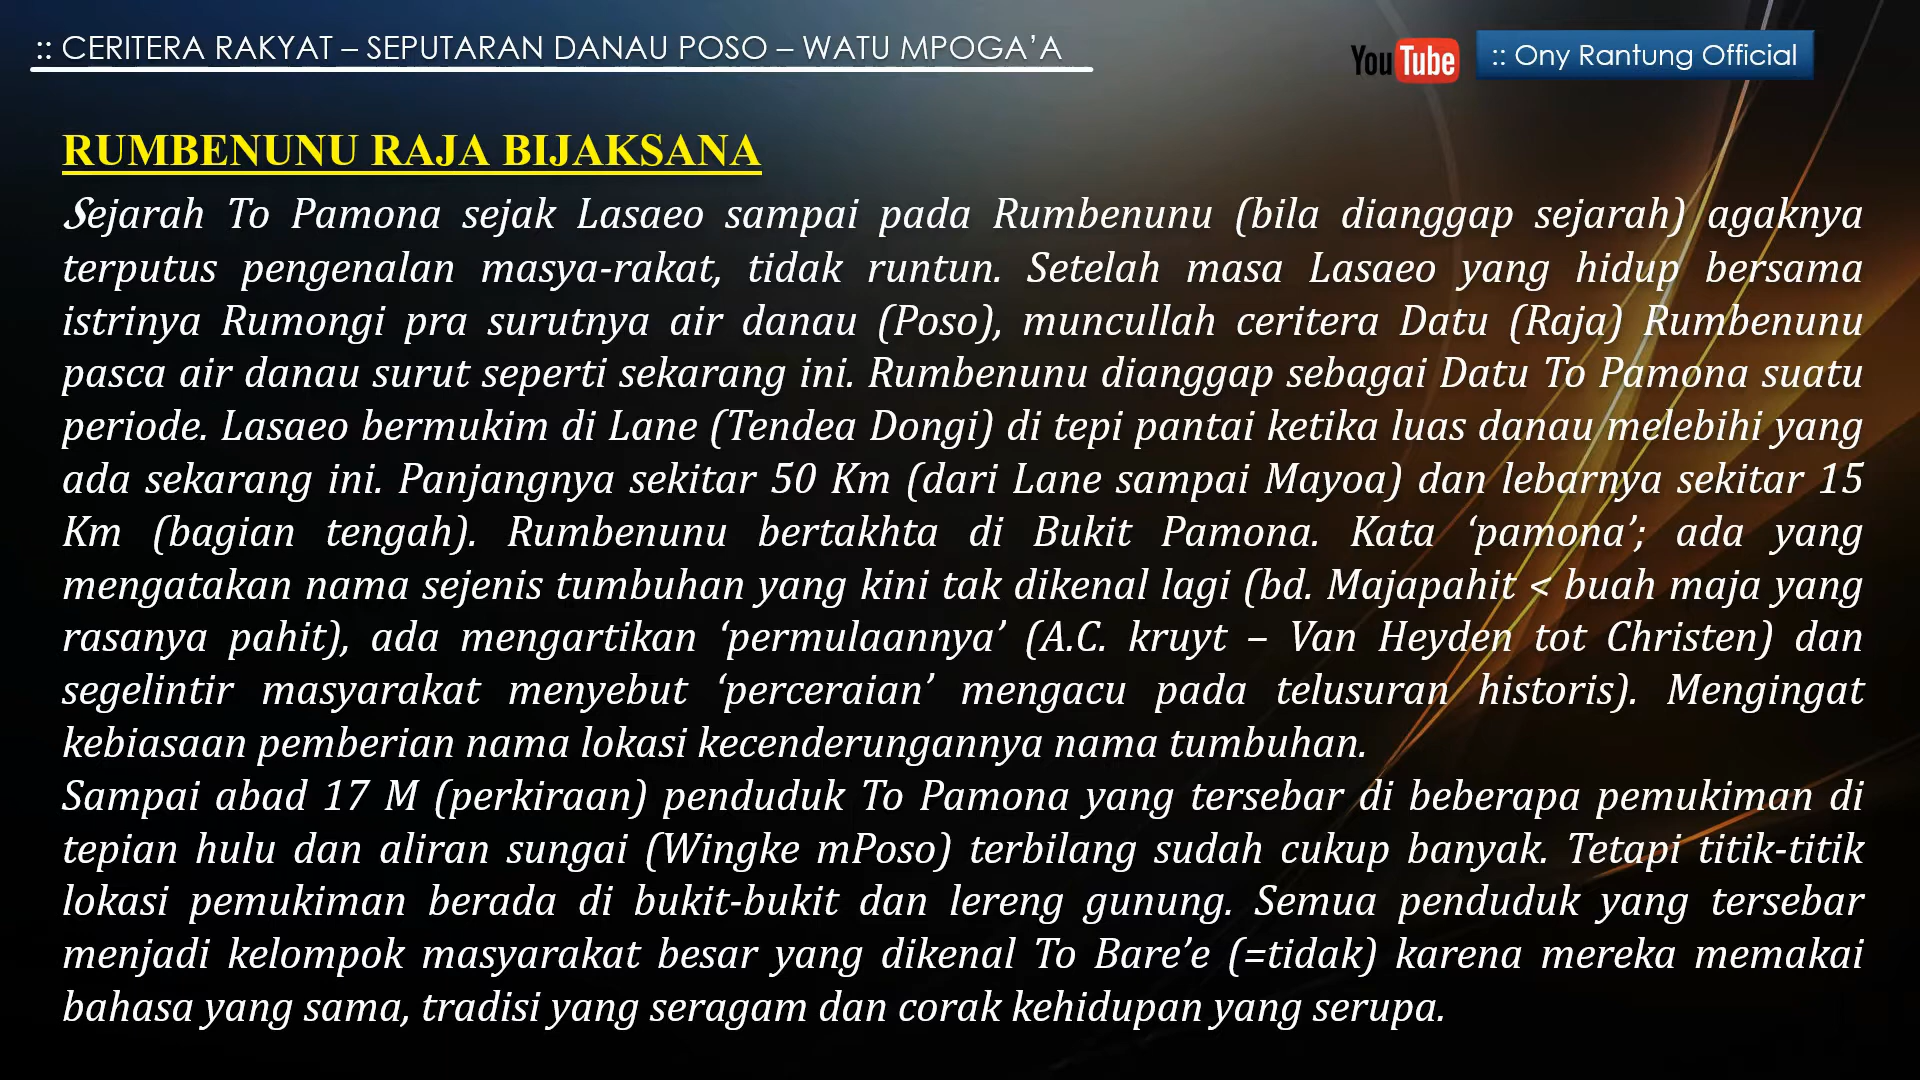 :: CERITERA RAKYAT – SEPUTARAN DANAU POSO – WATU MPOGA’A
YouTube
:: Ony Rantung Official
RUMBENUNU RAJA BIJAKSANA
Sejarah To Pamona sejak Lasaeo sampai pada Rumbenunu (bila dianggap sejarah) agaknya
terputus pengenalan masya-rakat, tidak runtun. Setelah masa Lasaeo yang hidup bersama
istrinya Rumongi pra surutnya air danau (Poso), muncullah ceritera Datu (Raja) Rumbenunu
pasca air danau surut seperti sekarang ini. Rumbenunu dianggap sebagai Datu To Pamona suatu
periode. Lasaeo bermukim di Lane (Tendea Dongi) di tepi pantai ketika luas danau melebihi yang
ada sekarang ini. Panjangnya sekitar 50 Km (dari Lane sampai Mayoa) dan lebarnya sekitar 15
Km (bagian tengah). Rumbenunu bertakhta di Bukit Pamona. Kata ‘pamona’; ada yang
mengatakan nama sejenis tumbuhan yang kini tak dikenal lagi (bd. Majapahit < buah maja yang
rasanya pahit), ada mengartikan ‘permulaannya’ (A.C. kruyt – Van Heyden tot Christen) dan
segelintir masyarakat menyebut ‘perceraian’ mengacu pada telusuran historis). Mengingat
kebiasaan pemberian nama lokasi kecenderungannya nama tumbuhan.
Sampai abad 17 M (perkiraan) penduduk To Pamona yang tersebar di beberapa pemukiman di
tepian hulu dan aliran sungai (Wingke mPoso) terbilang sudah cukup banyak. Tetapi titik-titik
lokasi pemukiman berada di bukit-bukit dan lereng gunung. Semua penduduk yang tersebar
menjadi kelompok masyarakat besar yang dikenal To Bare’e (=tidak) karena mereka memakai
bahasa yang sama, tradisi yang seragam dan corak kehidupan yang serupa.